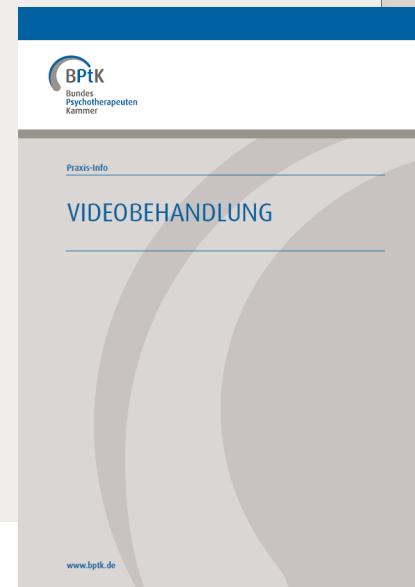 BPtK
Bundes
Psychotherapeuten
Kammer
Praxis-Info
VIDEOBEHANDLUNG
www.bptk.de